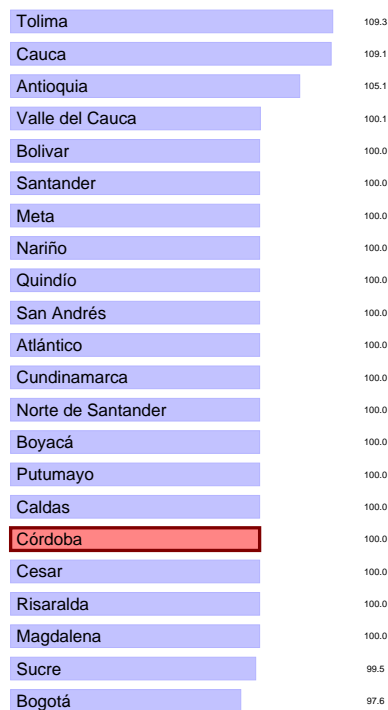 Tolima 109.3
Cauca 109.1
Antioquia 105.1
Valle del Cauca 100.1
Bolivar 100.0
Santander 100.0
Meta 100.0
Nariño 100.0
Quindío 100.0
San Andrés 100.0
Atlántico 100.0
Cundinamarca 100.0
Norte de Santander 100.0
Boyacá 100.0
Putumayo 100.0
Caldas 100.0
Córdoba 100.0
Cesar 100.0
Risaralda 100.0
Magdalena 100.0
Sucre 99.5
Bogotá 97.6